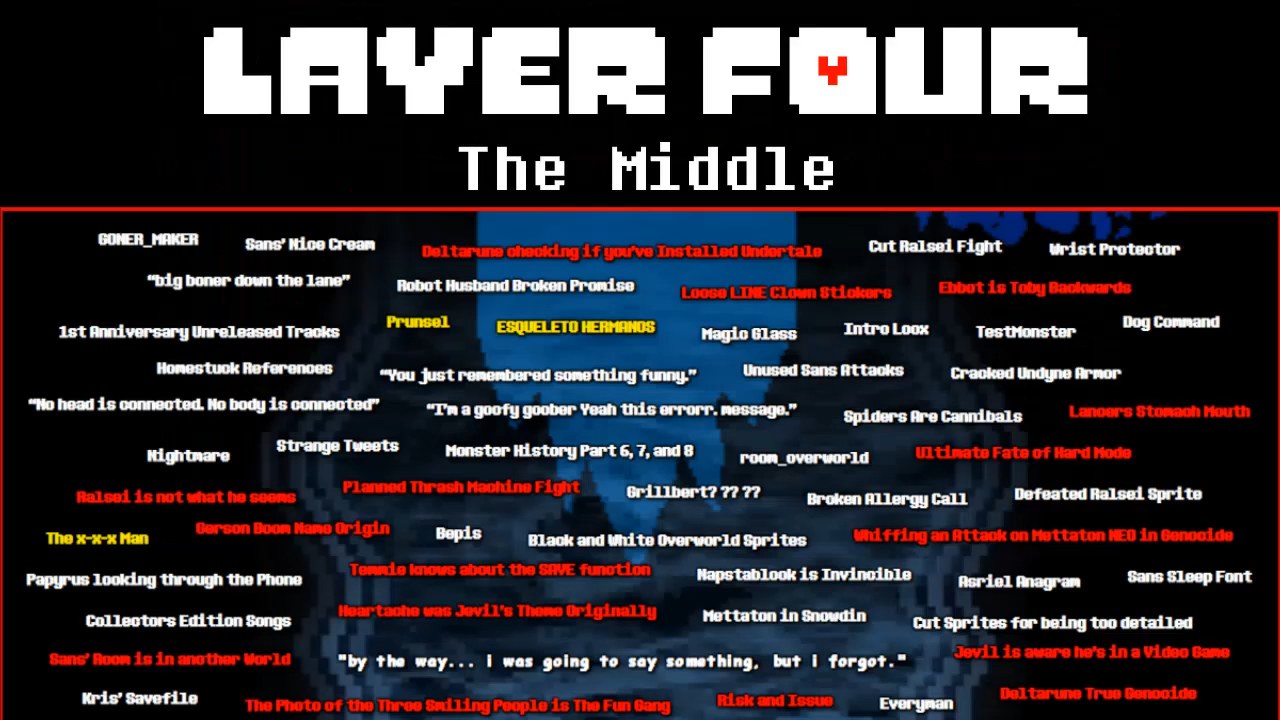 LAYER FOUR
The Middle
GONER_MAKER
Sans' Nice Cream
Deltarune checking if you've Installed Undertale
Cut Ralsei Fight
Wrist Protector
"big boner down the lane"
Robot Husband Broken Promise
Loose LINE Clown Stickers
Ebbot is Toby Backwards
1st Anniversary Unreleased Tracks
Prunsel
ESQUELETO HERMANOS
Magic Glass
Intro Loox
TestMonster
Dog Command
Homestuck References
"You just remembered something funny."
Unused Sans Attacks
Cracked Undyne Armor
"No head is connected. No body is connected"
"I'm a goofy goober Yeah this errorr. message."
Spiders Are Cannibals
Lancers Stomach Mouth
Nightmare
Strange Tweets
Monster History Part 6, 7, and 8
room_overworld
Ultimate Fate of Hard Mode
Ralsei is not what he seems
Planned Thrash Machine Fight
Grillbert? ?? ??
Broken Allergy Call
Defeated Ralsei Sprite
The x-x-x Man
Gerson Boom Name Origin
Bepis
Black and White Overworld Sprites
Whiffing an Attack on Mettaton NEO in Genocide
Papyrus looking through the Phone
Temmie knows about the SAVE function
Napstablook is Invincible
Asriel Anagram
Sans Sleep Font
Collectors Edition Songs
Heartache was Jevil's Theme Originally
Mettaton in Snowdin
Cut Sprites for being too detailed
Sans' Room is in another World
"by the way... I was going to say something, but I forgot."
Jevil is aware he's in a Video Game
Kris' Savefile
The Photo of the Three Smiling People is The Fun Gang
Risk and Issue
Everyman
Deltarune True Genocide